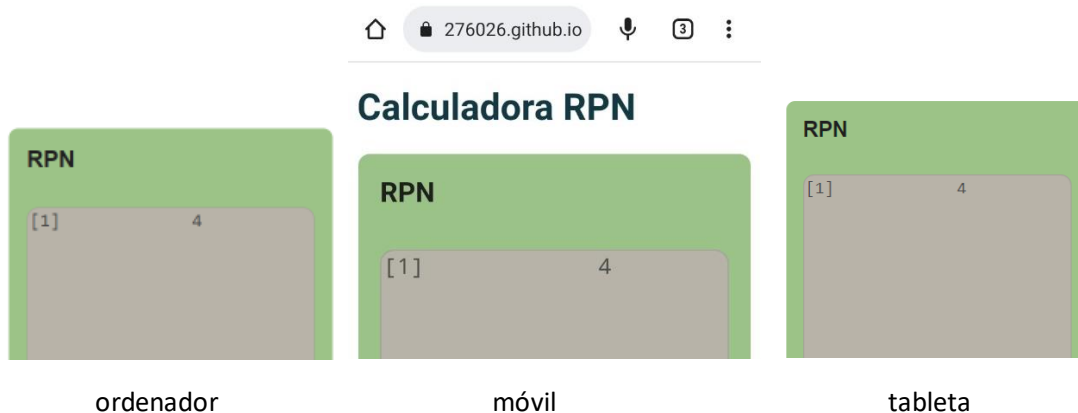 276026.github.io 3
Calculadora RPN
RPN
[1] 4
RPN
[1] 4
RPN
[1] 4
ordenador móvil tableta